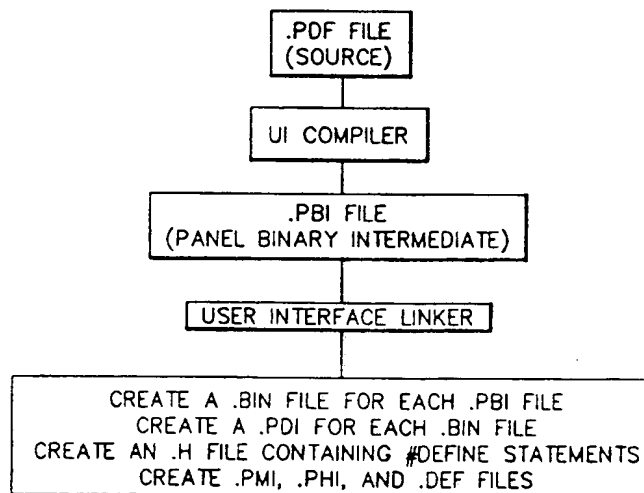 .PDF FILE
(SOURCE)
UI COMPILER
.PBI FILE
(PANEL BINARY INTERMEDIATE)
USER INTERFACE LINKER
CREATE A .BIN FILE FOR EACH .PBI FILE
CREATE A .PDI FOR EACH .BIN FILE
CREATE AN .H FILE CONTAINING #DEFINE STATEMENTS
CREATE .PMI, .PHI, AND .DEF FILES